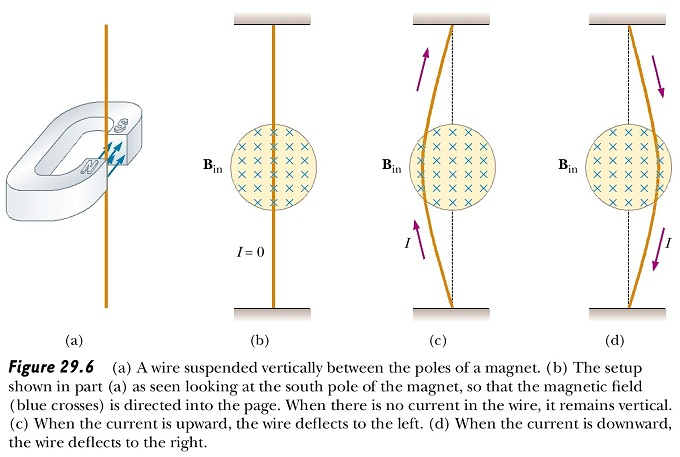 S
N
B in
I = 0
B in
I
B in
I
(a)
(b)
(c)
(d)
Figure 29.6 (a) A wire suspended vertically between the poles of a magnet. (b) The setup
shown in part (a) as seen looking at the south pole of the magnet, so that the magnetic field
(blue crosses) is directed into the page. When there is no current in the wire, it remains vertical.
(c) When the current is upward, the wire deflects to the left. (d) When the current is downward,
the wire deflects to the right.